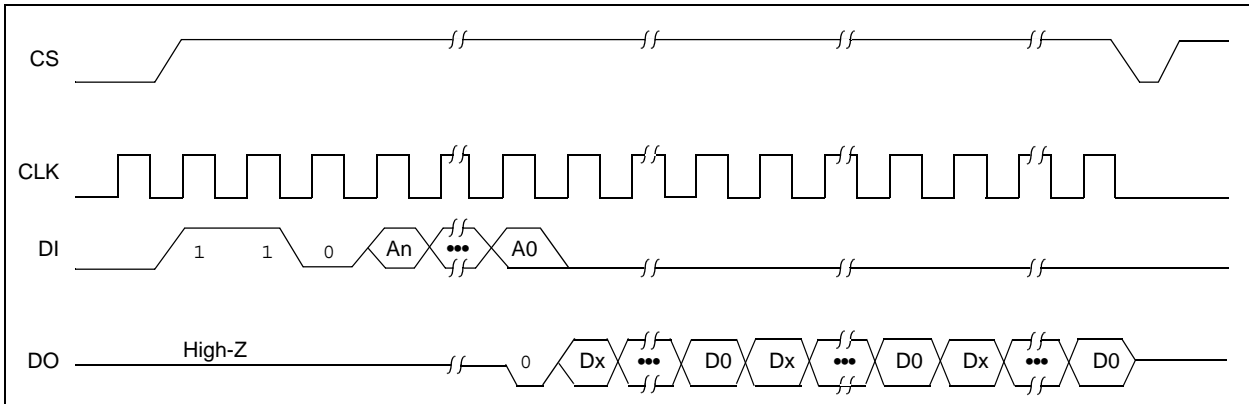 CS
CLK
DI 1 1 0 An ••• A0
High-Z
DO 0 Dx ••• D0 Dx ••• D0 Dx ••• D0